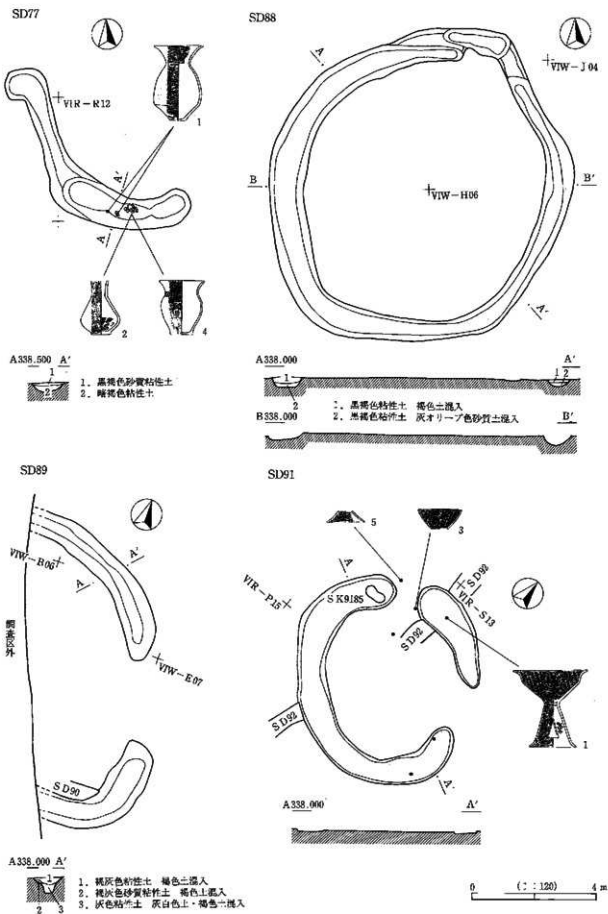 SD77
VIR-R12
1
A'
A
2
4
A338.500 A'
1
2
1. 黒褐色砂質粘性土
2. 暗褐色粘性土
SD88
A
VIW-J04
B
B'
VIW-H06
A'
A338.000 A'
1
2
1 2
1. 黒褐色粘性土 褐色土混入
2. 黒褐色粘性土 灰オリーブ色砂質土混入
B338.000 B'
SD89
VIW-B06
A'
A
調査区外
VIW-E07
SD90
A338.000 A'
1
2 3
1. 褐灰色粘性土 褐色土混入
2. 褐灰色砂質粘性土 褐色土混入
3. 灰色粘性土 灰白色土・褐色土混入
SD91
5
3
A
VIR-P15
SK9185
SD92
VIR-S13
SD92
SD92
1
A'
A338.000 A'
0 (1:120) 4m